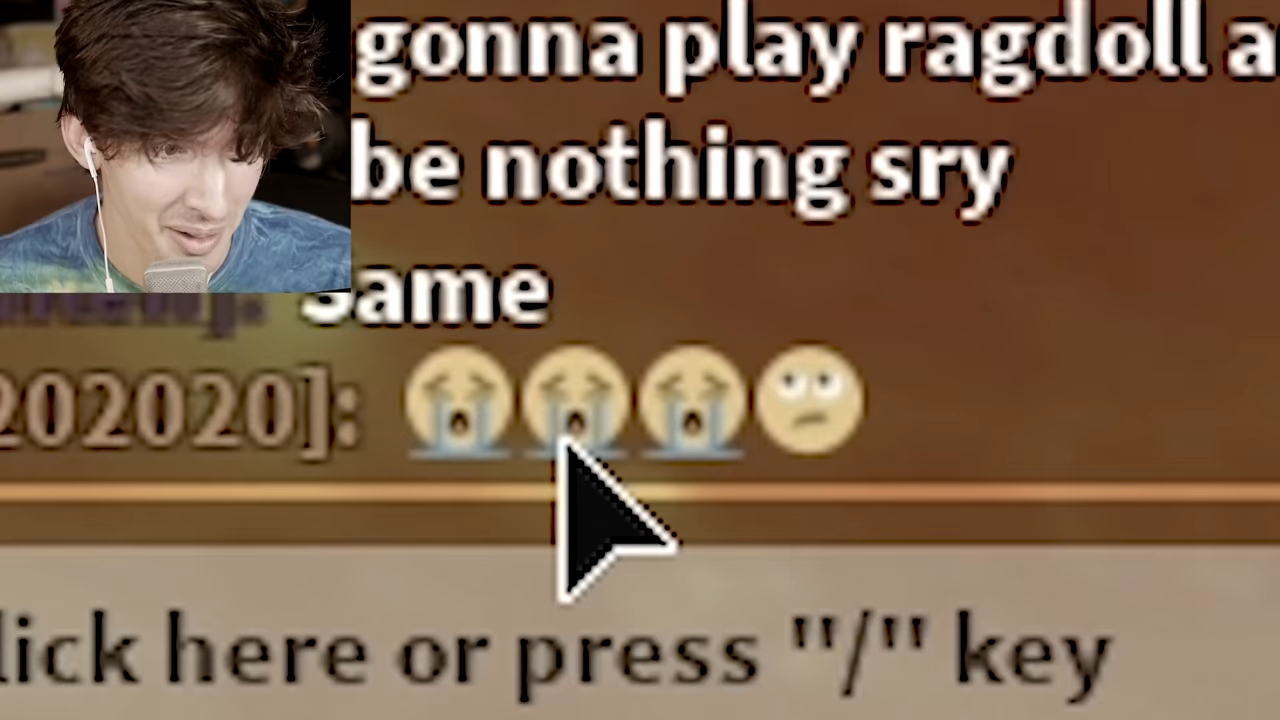 gonna play ragdoll a
be nothing sry
Same
202020]: 😭😭😭🙄
lick here or press "/" key